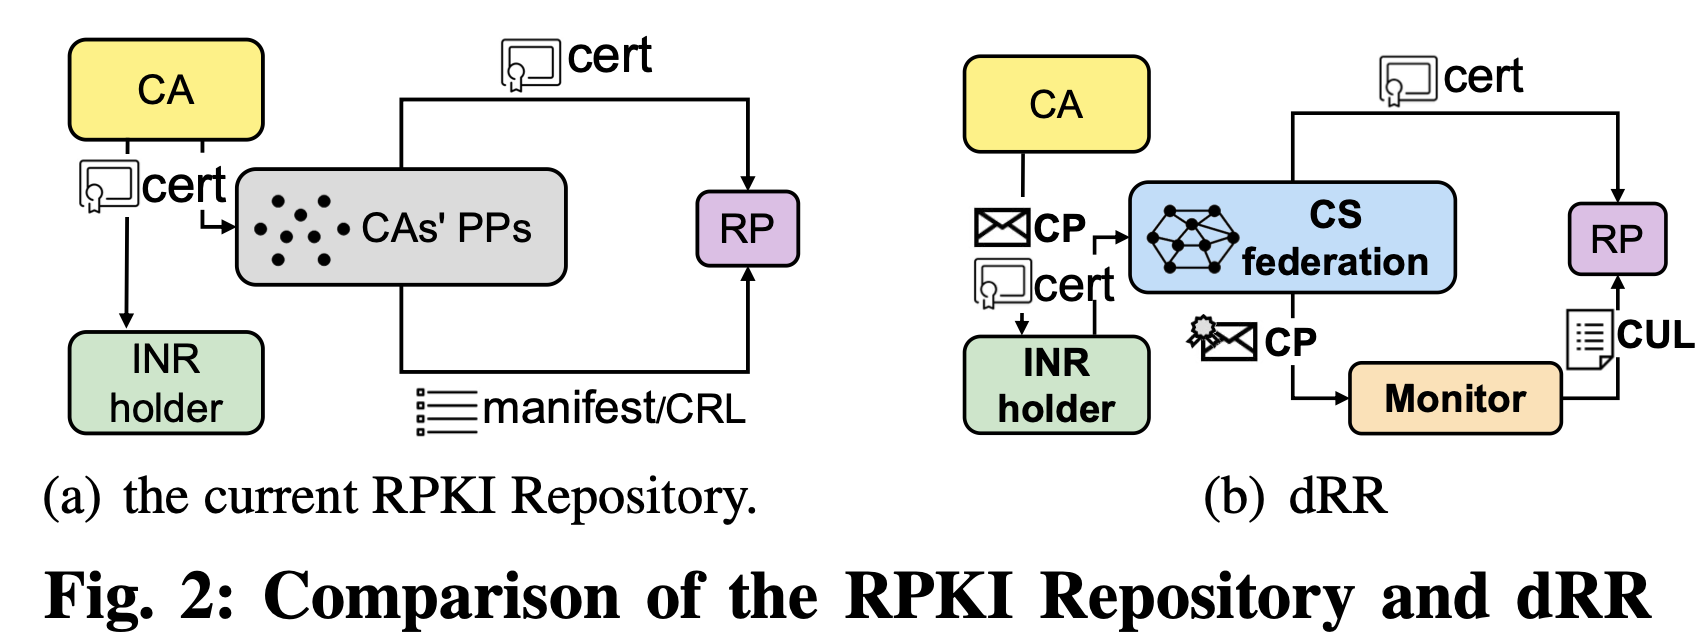 CA
cert
cert
CAs' PPs
RP
INR
holder
manifest/CRL
(a) the current RPKI Repository.
CA
cert
CP
cert
CS
federation
RP
CP
CUL
INR
holder
Monitor
(b) dRR
Fig. 2: Comparison of the RPKI Repository and dRR